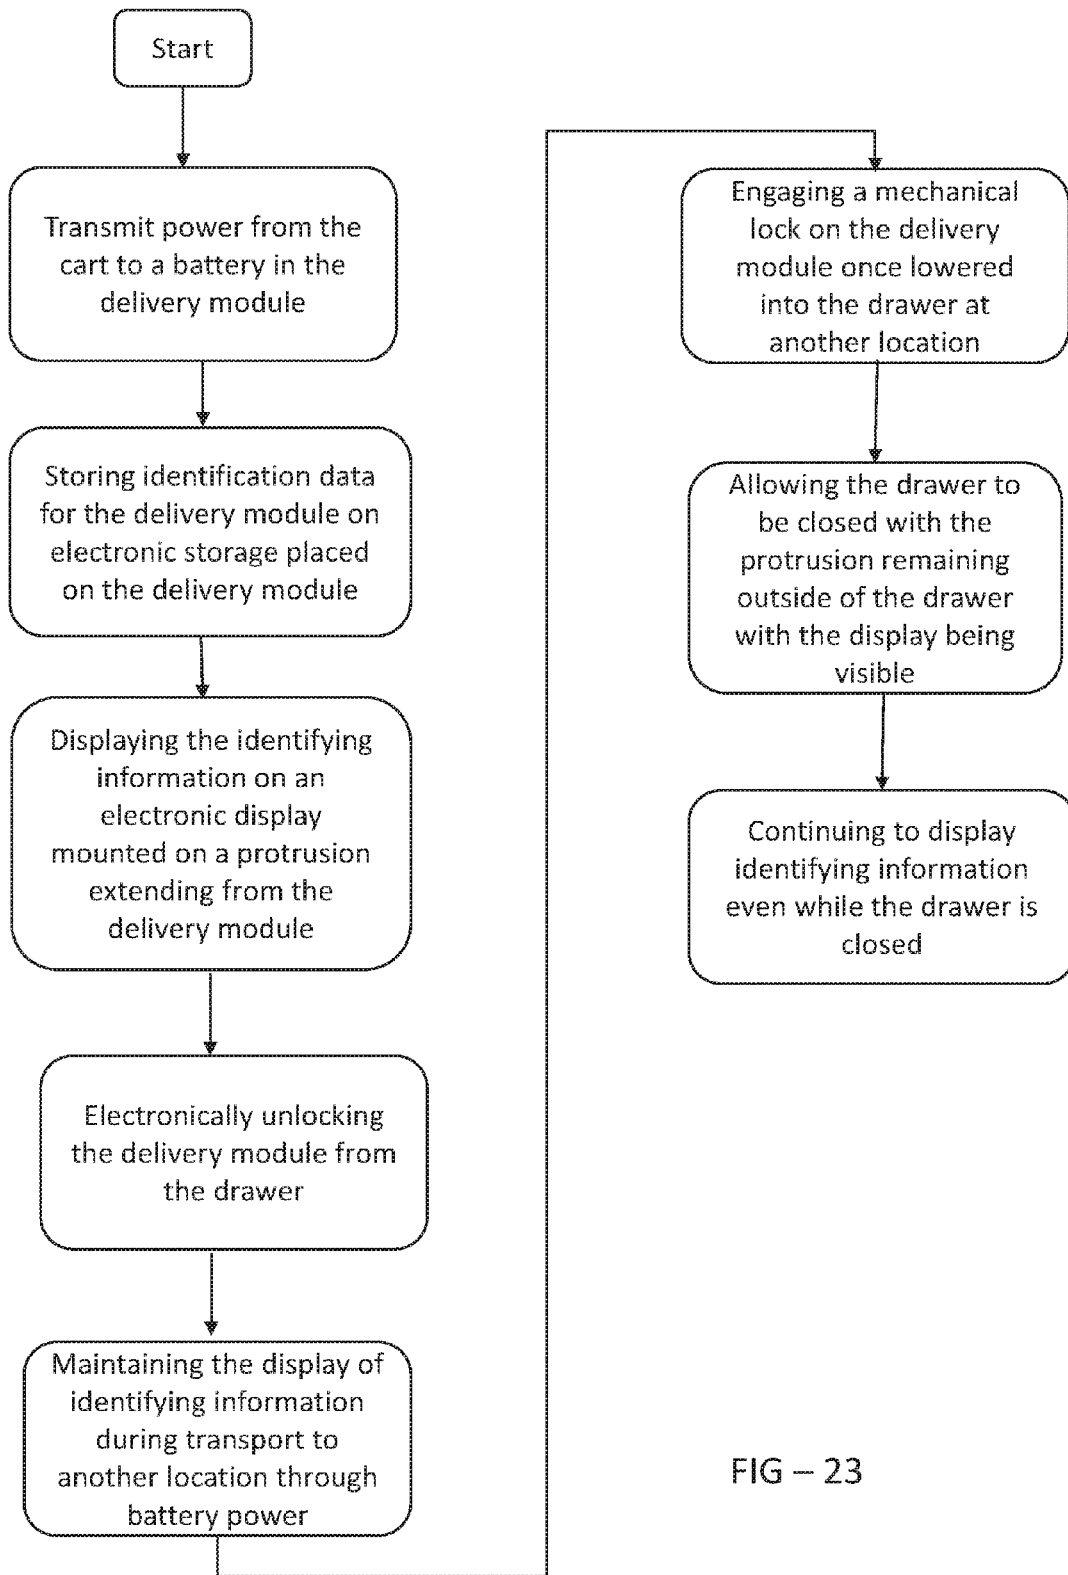 Start
Transmit power from the
cart to a battery in the
delivery module
Storing identification data
for the delivery module on
electronic storage placed
on the delivery module
Displaying the identifying
information on an
electronic display
mounted on a protrusion
extending from the
delivery module
Electronically unlocking
the delivery module from
the drawer
Maintaining the display of
identifying information
during transport to
another location through
battery power
Engaging a mechanical
lock on the delivery
module once lowered
into the drawer at
another location
Allowing the drawer to
be closed with the
protrusion remaining
outside of the drawer
with the display being
visible
Continuing to display
identifying information
even while the drawer is
closed
FIG – 23